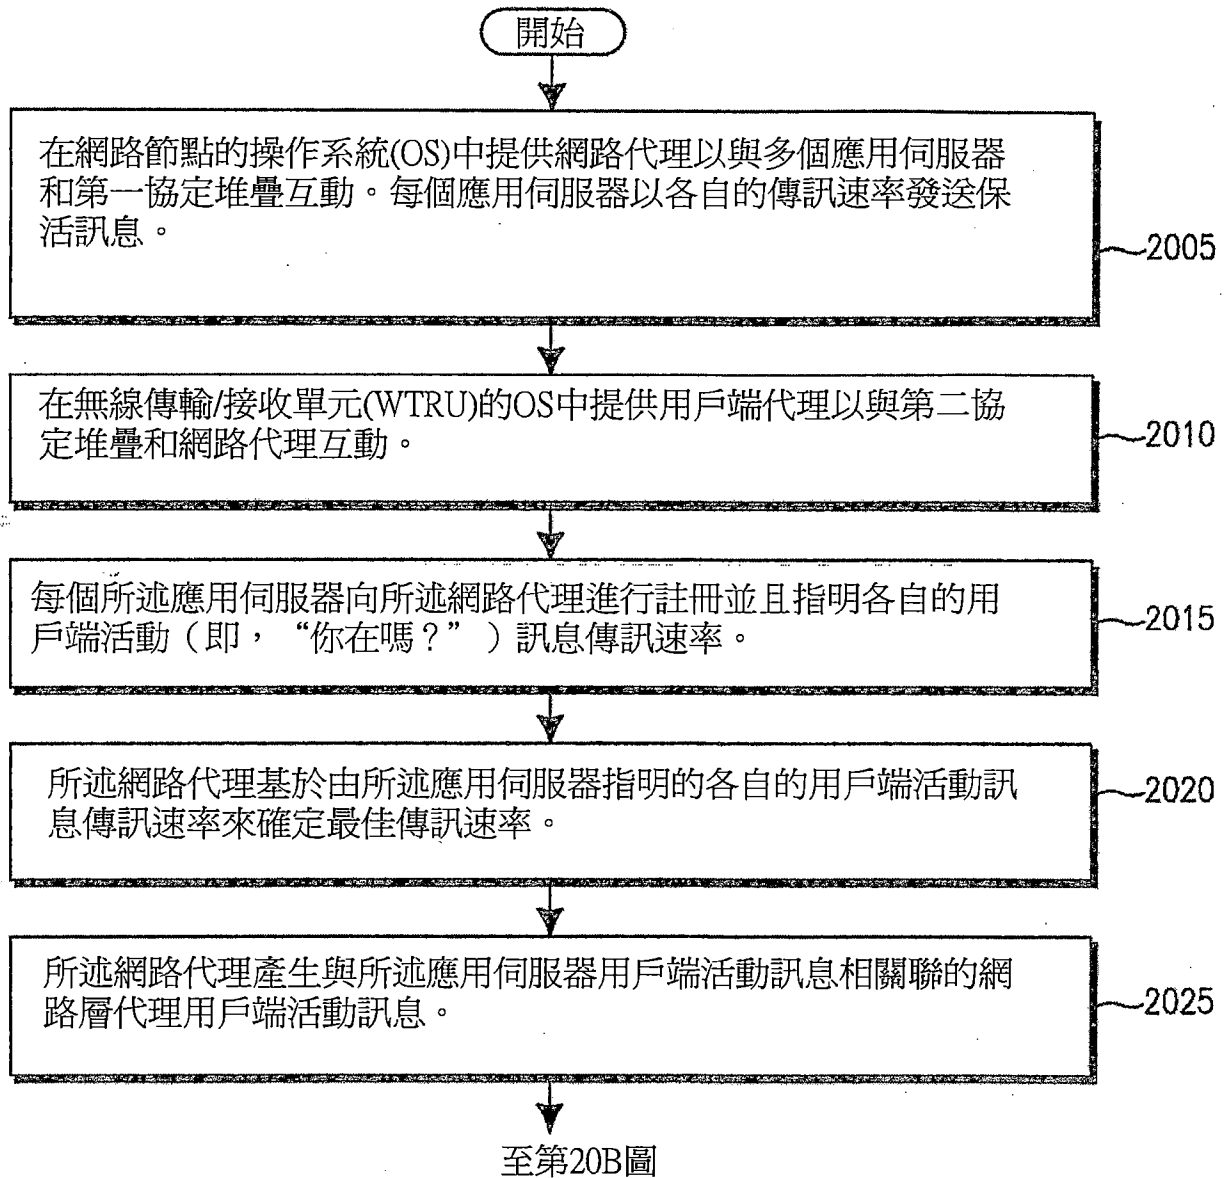 開始
在網路節點的操作系統(OS)中提供網路代理以與多個應用伺服器
和第一協定堆疊互動。每個應用伺服器以各自的傳訊速率發送保
活訊息。
2005
在無線傳輸/接收單元(WTRU)的OS中提供用戶端代理以與第二協
定堆疊和網路代理互動。
2010
每個所述應用伺服器向所述網路代理進行註冊並且指明各自的用
戶端活動（即，“你在嗎？”）訊息傳訊速率。
2015
所述網路代理基於由所述應用伺服器指明的各自的用戶端活動訊
息傳訊速率來確定最佳傳訊速率。
2020
所述網路代理產生與所述應用伺服器用戶端活動訊息相關聯的網
路層代理用戶端活動訊息。
2025
至第20B圖